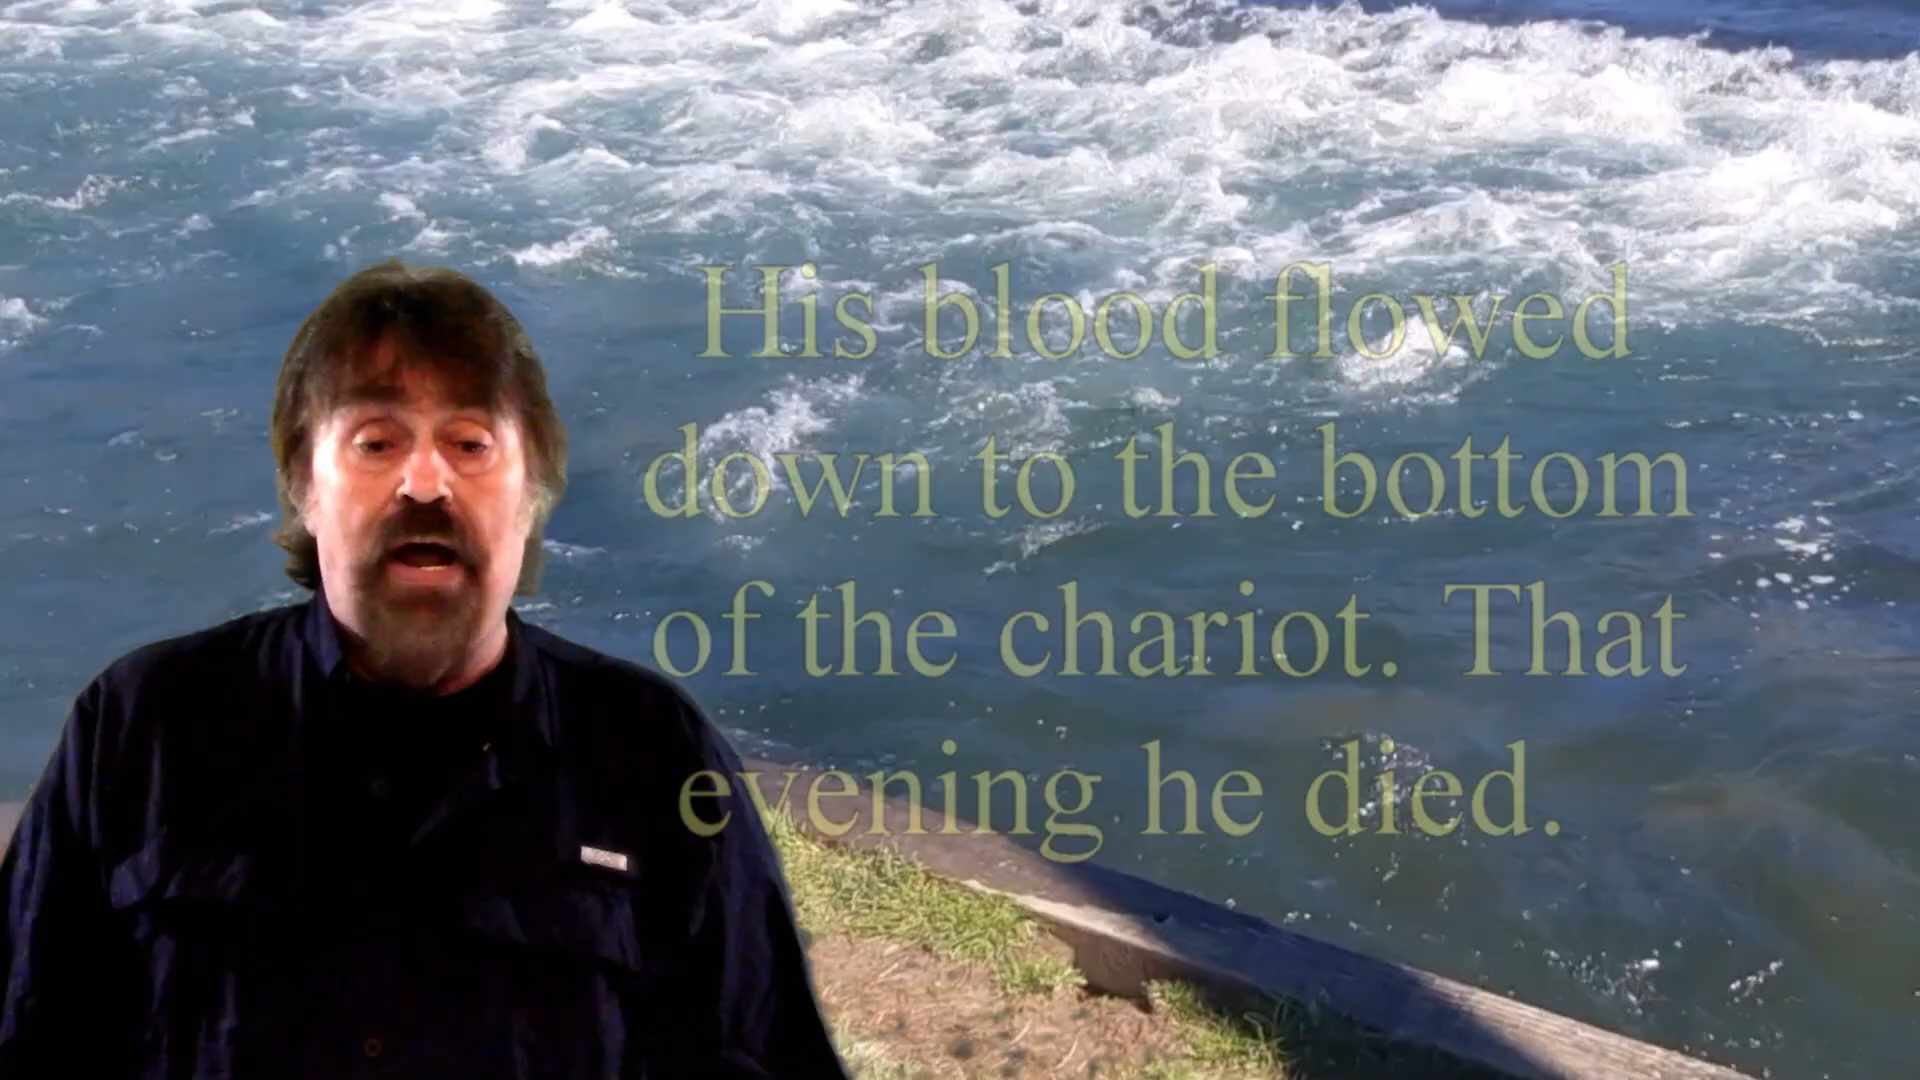 His blood flowed
down to the bottom
of the chariot. That
evening he died.